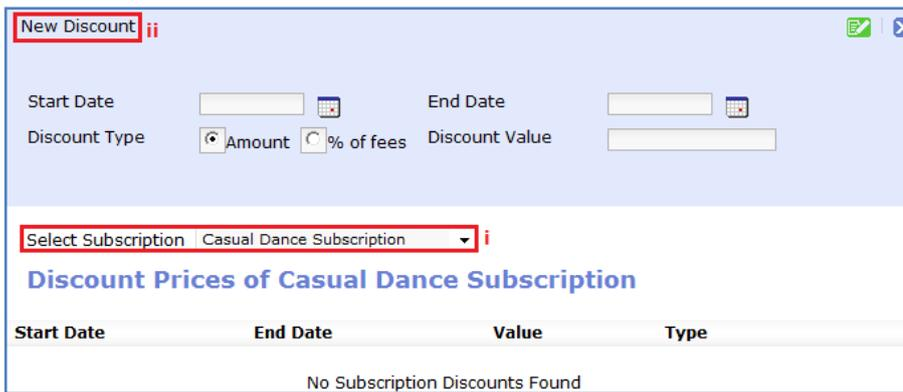 New Discount ii
Start Date End Date
Discount Type Amount % of fees Discount Value
Select Subscription Casual Dance Subscription i
Discount Prices of Casual Dance Subscription
Start Date End Date Value Type
No Subscription Discounts Found